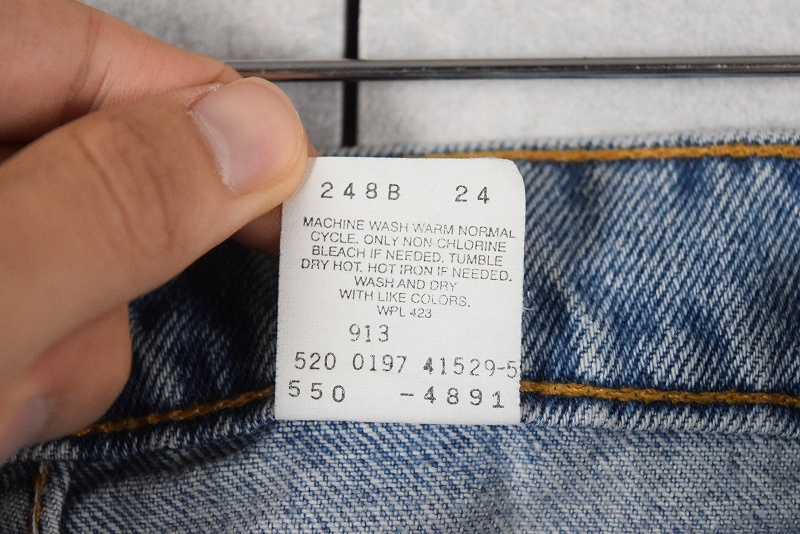 248B 24
MACHINE WASH WARM NORMAL
CYCLE. ONLY NON-CHLORINE
BLEACH IF NEEDED. TUMBLE
DRY HOT. HOT IRON IF NEEDED.
WASH AND DRY
WITH LIKE COLORS.
WPL 423
913
520 0197 41529-5
550 -4891